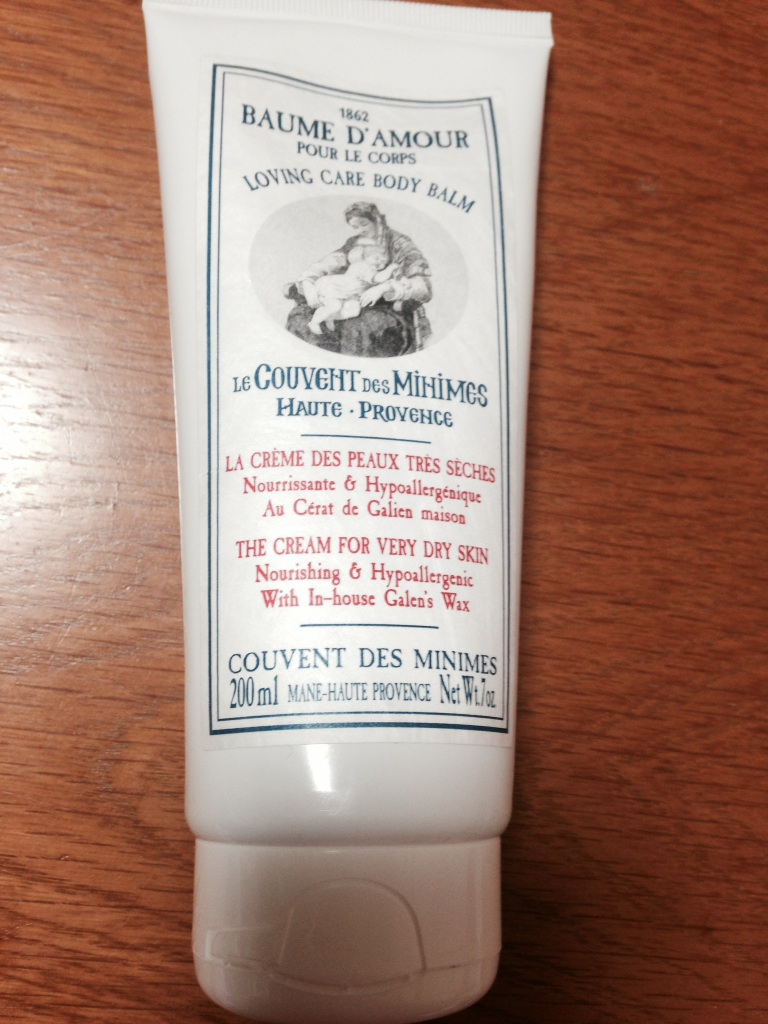 1862
BAUME D'AMOUR
POUR LE CORPS
LOVING CARE BODY BALM
LE COUVENT DES MINIMES
HAUTE · PROVENCE
LA CRÈME DES PEAUX TRÈS SÈCHES
Nourrissante & Hypoallergénique
Au Cérat de Galien maison
THE CREAM FOR VERY DRY SKIN
Nourishing & Hypoallergenic
With In-house Galen's Wax
COUVENT DES MINIMES
200 ml MANE-HAUTE PROVENCE Net Wt. 7 oz